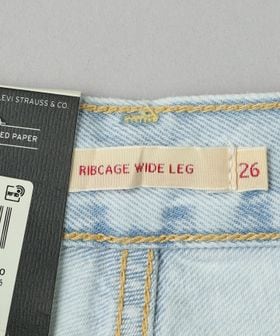 LEVI STRAUSS & CO.
ED PAPER
RIBCAGE WIDE LEG
26